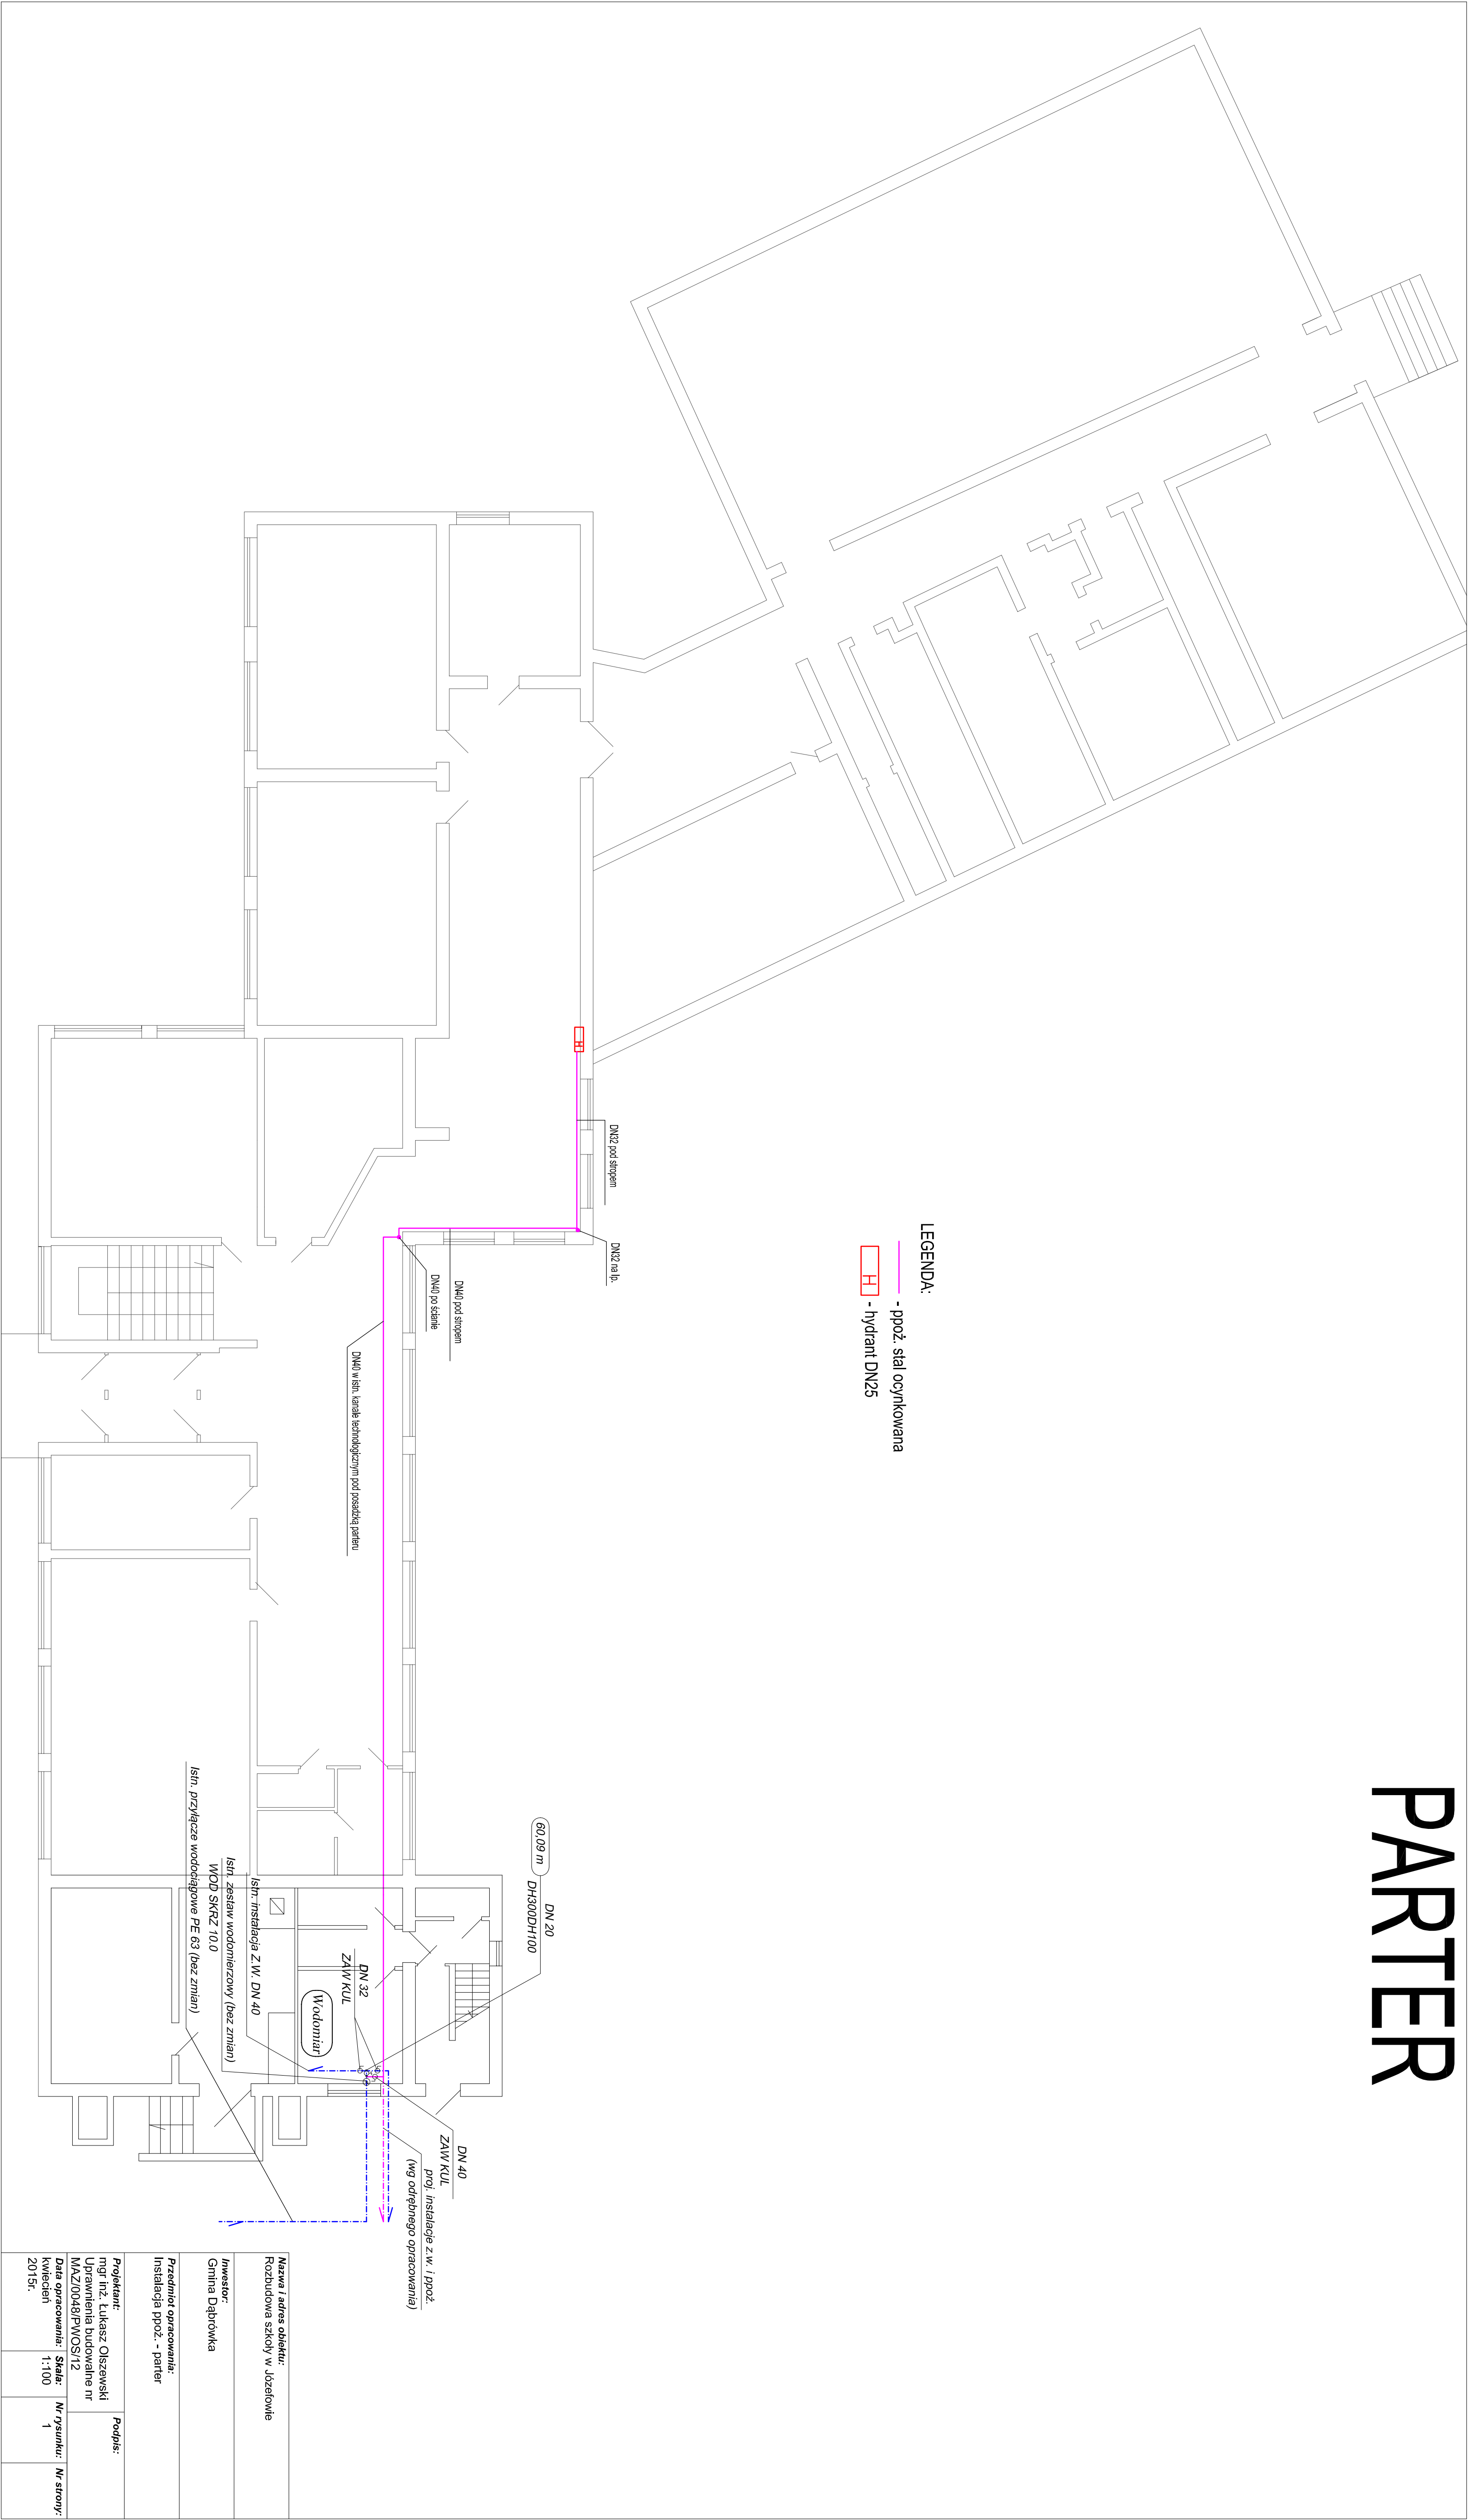 PARTER
LEGENDA:
- ppoż. stal ocynkowana
H - hydrant DN25
H
DN32 pod stropem
DN32 na Ip.
DN40 pod stropem
DN40 po ścianie
DN40 w istn. kanale technologicznym pod posadzką parteru
60,09 m
DN 20
DH300DH100
DN 32
ZAW KUL
Wodomiar
Istn. instalacja Z.W. DN 40
Istn. zestaw wodomierzowy (bez zmian)
WOD SKRZ 10.0
Istn. przyłącze wodociągowe PE 63 (bez zmian)
DN 40
ZAW KUL
proj. instalacje z.w. i ppoż.
(wg odrębnego opracowania)
Nazwa i adres obiektu:
Rozbudowa szkoły w Józefowie
Inwestor:
Gmina Dąbrówka
Przedmiot opracowania:
Instalacja ppoż. - parter
Projektant:
mgr inż. Łukasz Olszewski
Uprawnienia budowalne nr
MAZ/0048/PWOS/12
Podpis:
Data opracowania:
kwiecień
2015r.
Skala:
1:100
Nr rysunku:
1
Nr strony: